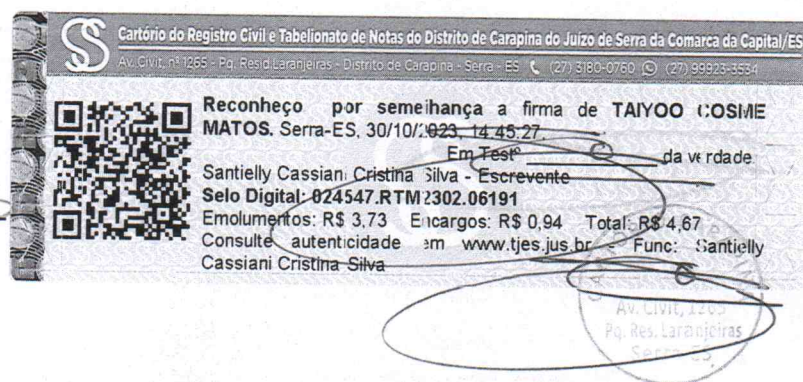 Cartório do Registro Civil e Tabelionato de Notas do Distrito de Carapina do Juízo de Serra da Comarca da Capital/ES
Av. Civit, nº 1265 - Pq. Resid. Laranjeiras - Distrito de Carapina - Serra - ES (27) 3180-0760 (27) 99923-3534
Reconheço por semelhança a firma de TAIYOO COSME
MATOS. Serra-ES, 30/10/2023, 14:45:27
Em Testº da verdade
Santielly Cassiani Cristina Silva - Escrevente
Selo Digital: 024547.RTM2302.06191
Emolumentos: R$ 3,73 Encargos: R$ 0,94 Total: R$ 4,67
Consulte autenticidade em www.tjes.jus.br - Func: Santielly
Cassiani Cristina Silva
Av. Civit, 1265
Pq. Res. Laranjeiras
Serra-ES